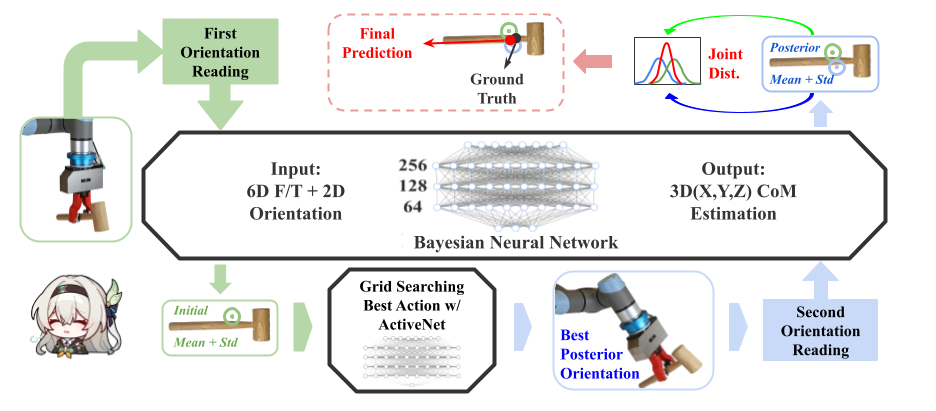 First
Orientation
Reading
Final
Prediction
Ground
Truth
Joint
Dist.
Posterior
Mean + Std
Input:
6D F/T + 2D
Orientation
256
128
64
Bayesian Neural Network
Output:
3D(X,Y,Z) CoM
Estimation
Initial
Mean + Std
Grid Searching
Best Action w/
ActiveNet
Best
Posterior
Orientation
Second
Orientation
Reading